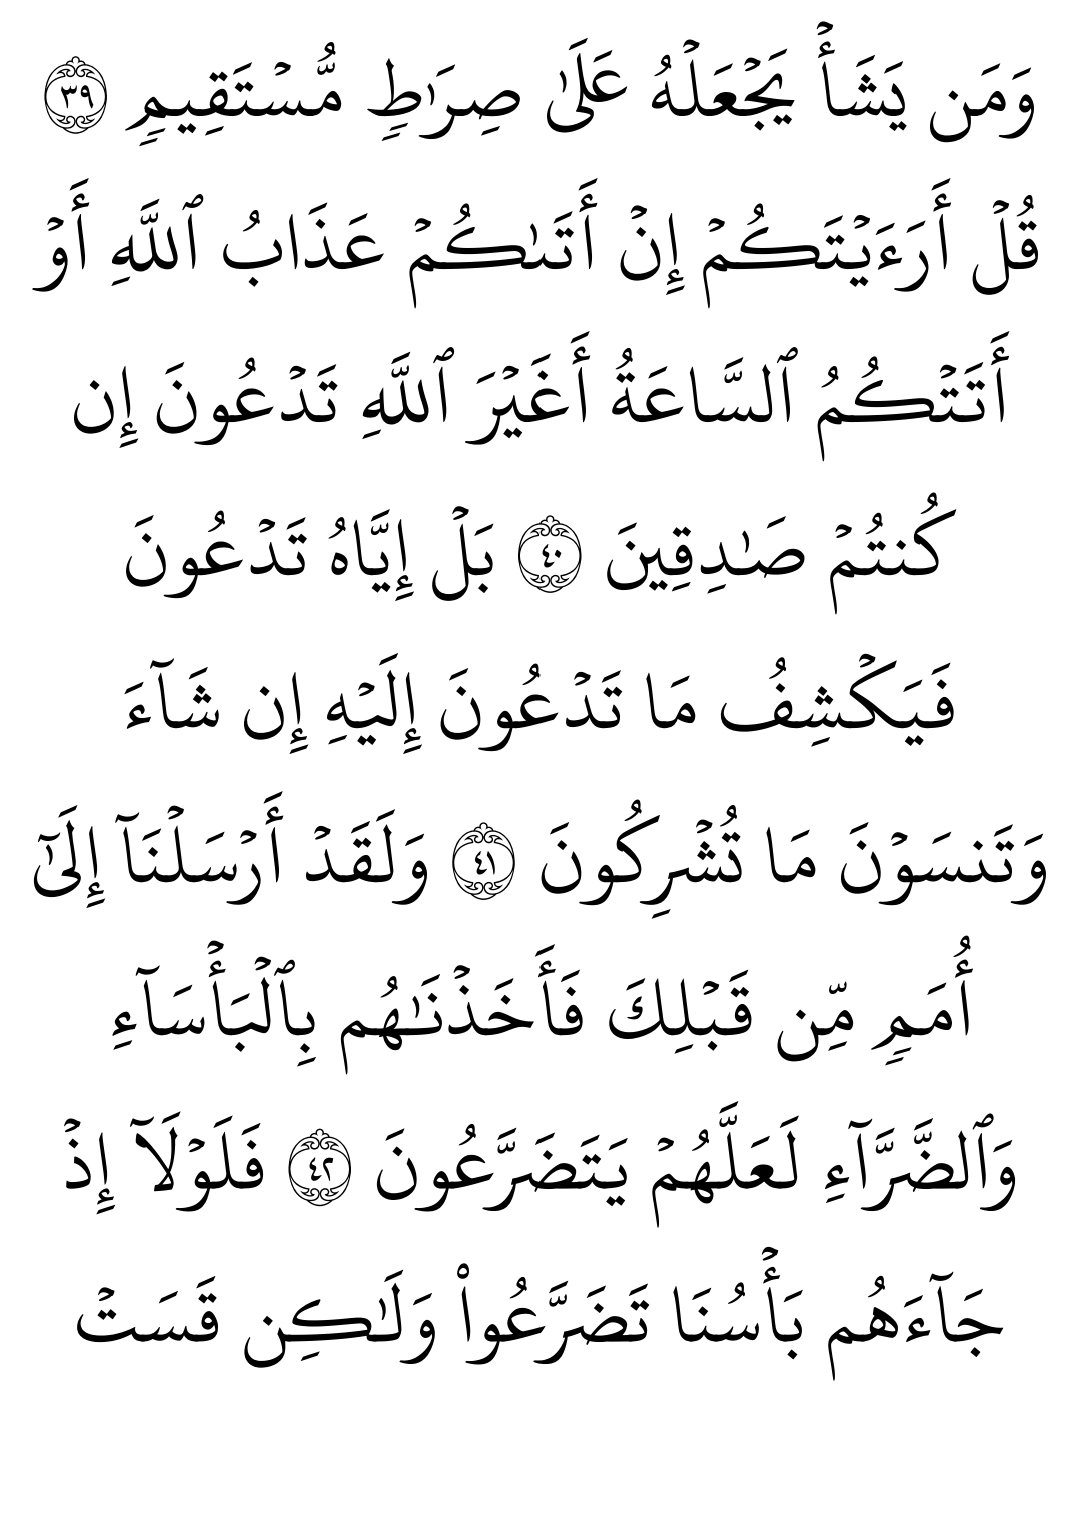 وَمَن يَشَأۡ يَجۡعَلۡهُ عَلَىٰ صِرَٰطٖ مُّسۡتَقِيمٖ ٣٩
قُلۡ أَرَءَيۡتَكُمۡ إِنۡ أَتَىٰكُمۡ عَذَابُ ٱللَّهِ أَوۡ
أَتَتۡكُمُ ٱلسَّاعَةُ أَغَيۡرَ ٱللَّهِ تَدۡعُونَ إِن
كُنتُمۡ صَٰدِقِينَ ٤٠ بَلۡ إِيَّاهُ تَدۡعُونَ
فَيَكۡشِفُ مَا تَدۡعُونَ إِلَيۡهِ إِن شَآءَ
وَتَنسَوۡنَ مَا تُشۡرِكُونَ ٤١ وَلَقَدۡ أَرۡسَلۡنَآ إِلَىٰٓ
أُمَمٖ مِّن قَبۡلِكَ فَأَخَذۡنَٰهُم بِٱلۡبَأۡسَآءِ
وَٱلضَّرَّآءِ لَعَلَّهُمۡ يَتَضَرَّعُونَ ٤٢ فَلَوۡلَآ إِذۡ
جَآءَهُم بَأۡسُنَا تَضَرَّعُواْ وَلَٰكِن قَسَتۡ